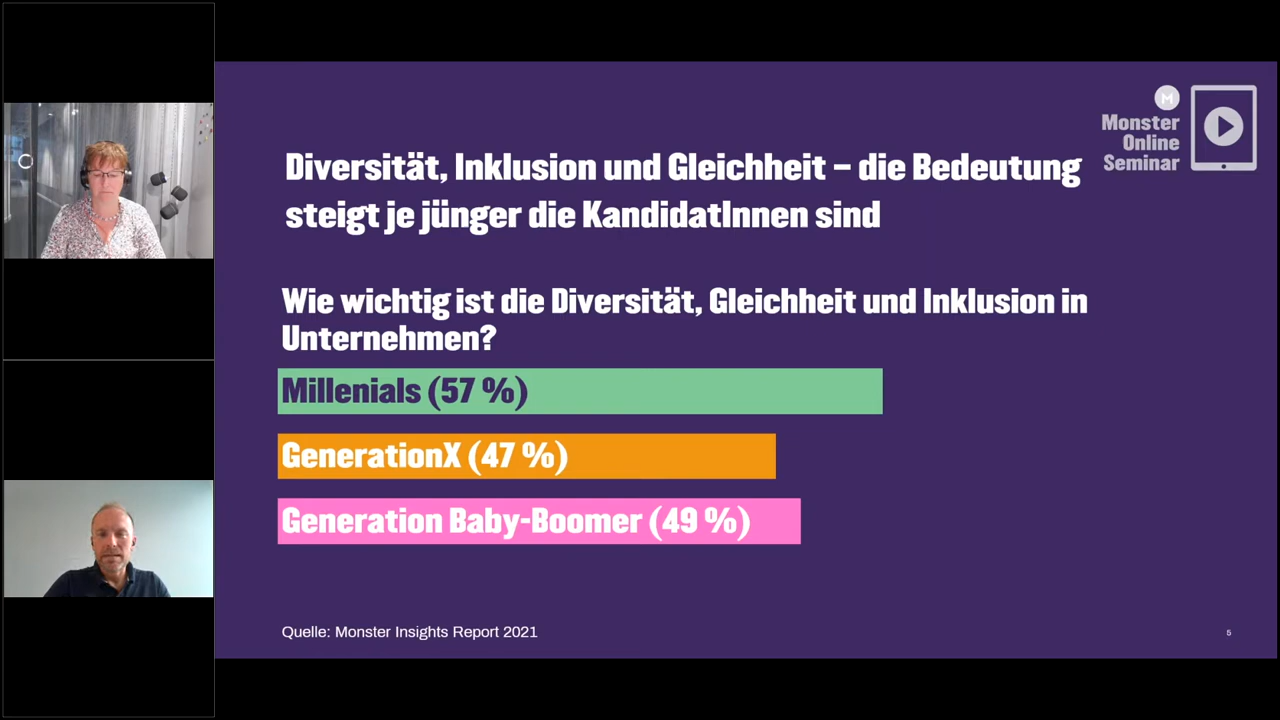 M
Monster
Online
Seminar
Diversität, Inklusion und Gleichheit – die Bedeutung
steigt je jünger die KandidatInnen sind
Wie wichtig ist die Diversität, Gleichheit und Inklusion in
Unternehmen?
Millenials (57 %)
GenerationX (47 %)
Generation Baby-Boomer (49 %)
Quelle: Monster Insights Report 2021
5